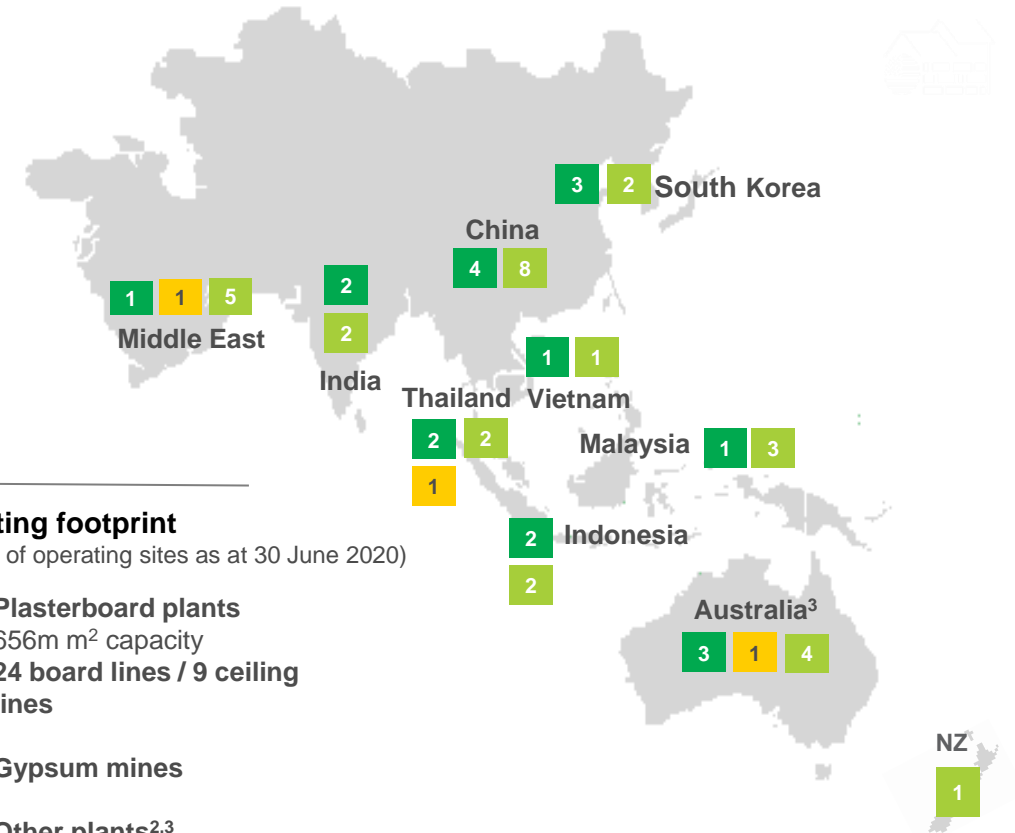 3 2 South Korea
China
4 8
1 1 5
Middle East
2
2
India
1 1
Thailand Vietnam
2 2
1
Malaysia 1 3
2 Indonesia
2
Australia³
3 1 4
NZ
1
ting footprint
of operating sites as at 30 June 2020)
Plasterboard plants
656m m² capacity
24 board lines / 9 ceiling
ines
Gypsum mines
Other plants²,³